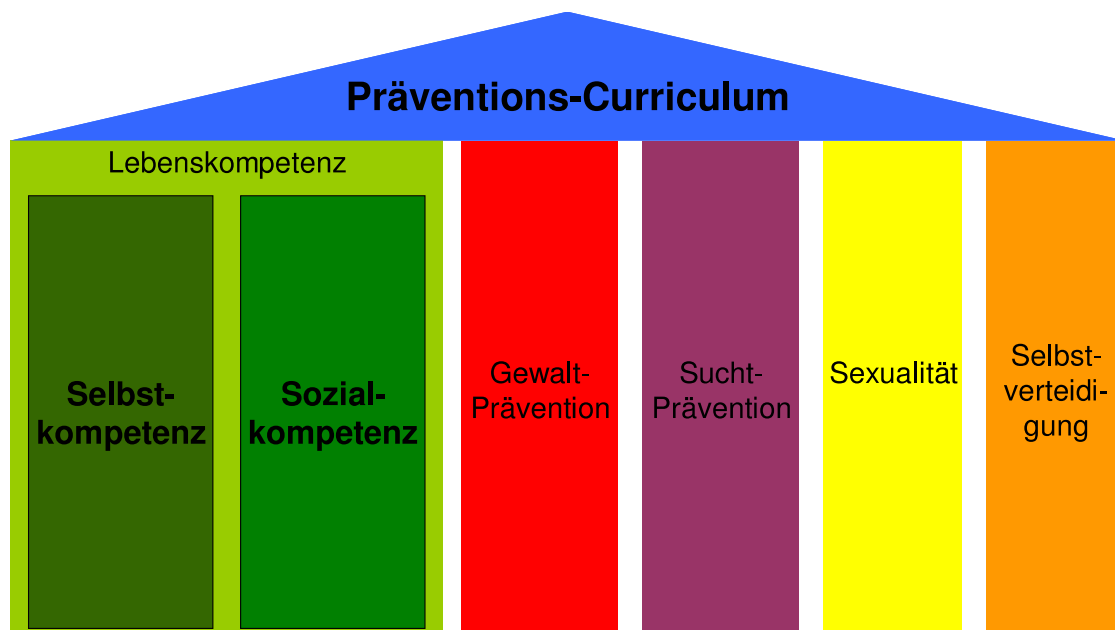 Präventions-Curriculum
Lebenskompetenz
Selbst-
kompetenz
Sozial-
kompetenz
Gewalt-
Prävention
Sucht-
Prävention
Sexualität
Selbst-
verteidi-
gung